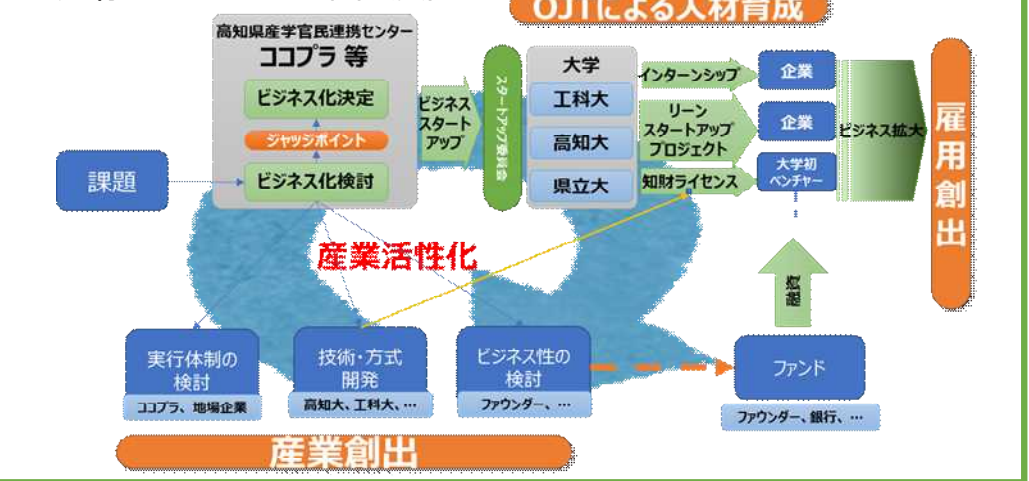 OJTによる人材育成
高知県産学官民連携センター
ココプラ 等
ビジネス化決定
ジャッジポイント
ビジネス化検討
課題
ビジネス
スタート
アップ
スタートアップ委員会
大学
工科大
高知大
県立大
インターンシップ
リーン
スタートアップ
プロジェクト
知財ライセンス
企業
企業
大学初
ベンチャー
ビジネス拡大
雇用創出
産業活性化
融資
実行体制の
検討
ココプラ、地場企業
技術・方式
開発
高知大、工科大、…
ビジネス性の
検討
ファウンダー、…
ファンド
ファウンダー、銀行、…
産業創出